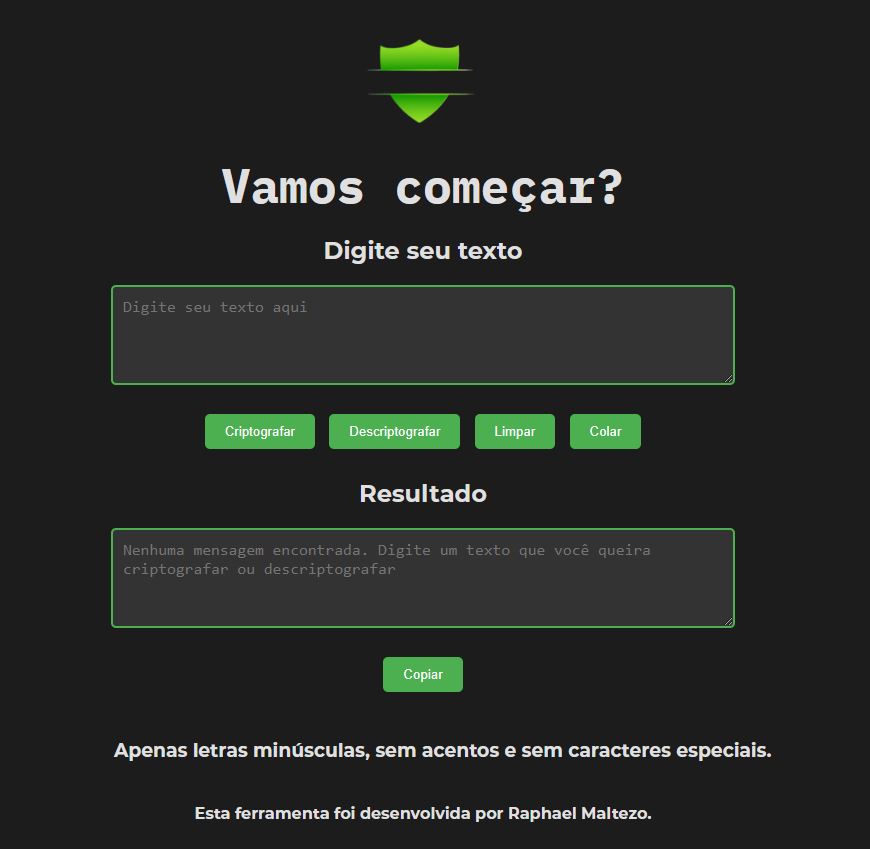 Vamos começar?
Digite seu texto
Digite seu texto aqui
Criptografar Descriptografar Limpar Colar
Resultado
Nenhuma mensagem encontrada. Digite um texto que você queira
criptografar ou descriptografar
Copiar
Apenas letras minúsculas, sem acentos e sem caracteres especiais.
Esta ferramenta foi desenvolvida por Raphael Maltezo.